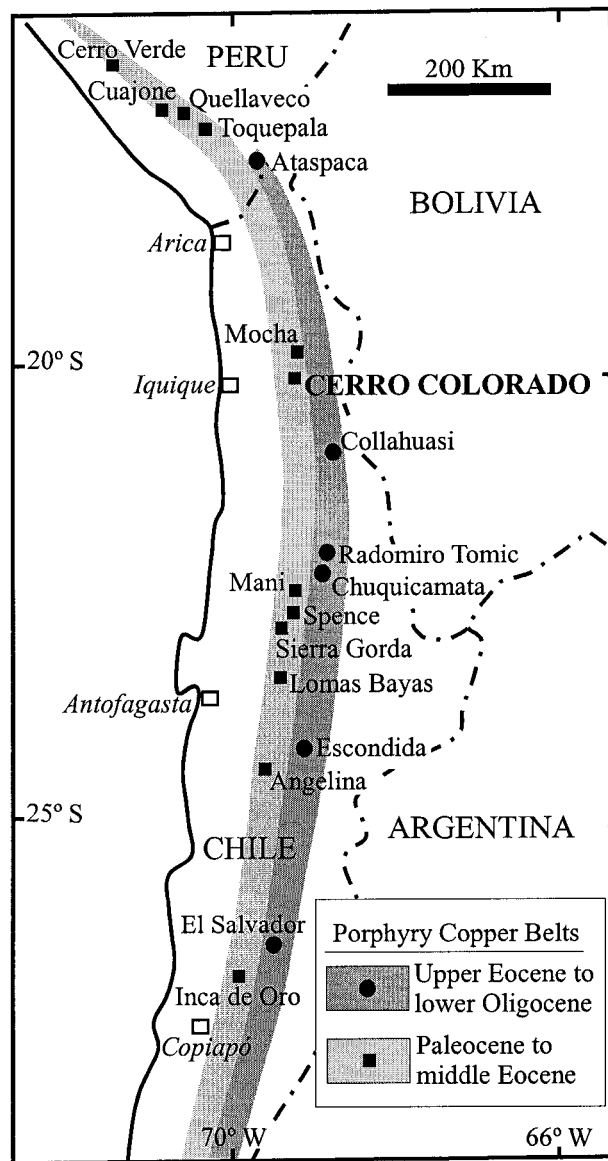 Cerro Verde
PERU
200 Km
Cuajone
Quellaveco
Toquepala
Ataspaca
BOLIVIA
Arica
Mocha
20° S
Iquique
CERRO COLORADO
Collahuasi
Radomiro Tomic
Mani
Chuquicamata
Spence
Sierra Gorda
Lomas Bayas
Antofagasta
Escondida
Angelina
25° S
CHILE
ARGENTINA
El Salvador
Porphyry Copper Belts
Upper Eocene to
lower Oligocene
Inca de Oro
Copiapó
Paleocene to
middle Eocene
70° W
66° W